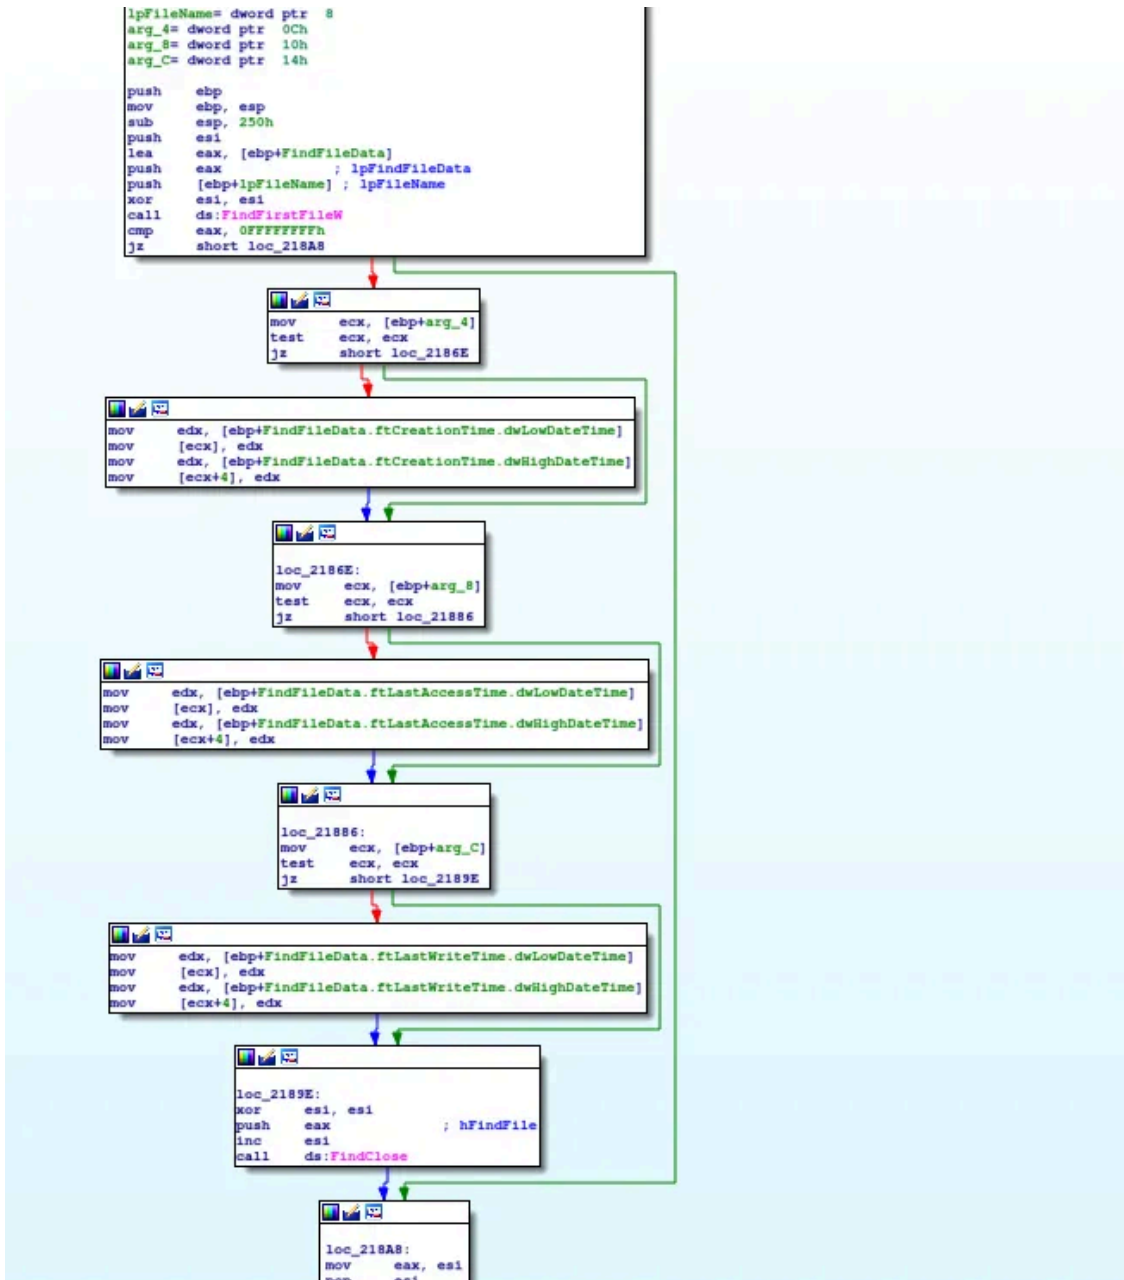 lpFileName= dword ptr  8
arg_4= dword ptr  0Ch
arg_8= dword ptr  10h
arg_C= dword ptr  14h
push    ebp
mov     ebp, esp
sub     esp, 250h
push    esi
lea     eax, [ebp+FindFileData]
push    eax             ; lpFindFileData
push    [ebp+lpFileName] ; lpFileName
xor     esi, esi
call    ds:FindFirstFileW
cmp     eax, 0FFFFFFFFh
jz      short loc_218A8
mov     ecx, [ebp+arg_4]
test    ecx, ecx
jz      short loc_2186E
mov     edx, [ebp+FindFileData.ftCreationTime.dwLowDateTime]
mov     [ecx], edx
mov     edx, [ebp+FindFileData.ftCreationTime.dwHighDateTime]
mov     [ecx+4], edx
loc_2186E:
mov     ecx, [ebp+arg_8]
test    ecx, ecx
jz      short loc_21886
mov     edx, [ebp+FindFileData.ftLastAccessTime.dwLowDateTime]
mov     [ecx], edx
mov     edx, [ebp+FindFileData.ftLastAccessTime.dwHighDateTime]
mov     [ecx+4], edx
loc_21886:
mov     ecx, [ebp+arg_C]
test    ecx, ecx
jz      short loc_2189E
mov     edx, [ebp+FindFileData.ftLastWriteTime.dwLowDateTime]
mov     [ecx], edx
mov     edx, [ebp+FindFileData.ftLastWriteTime.dwHighDateTime]
mov     [ecx+4], edx
loc_2189E:
xor     esi, esi
push    eax             ; hFindFile
inc     esi
call    ds:FindClose
loc_218A8:
mov     eax, esi